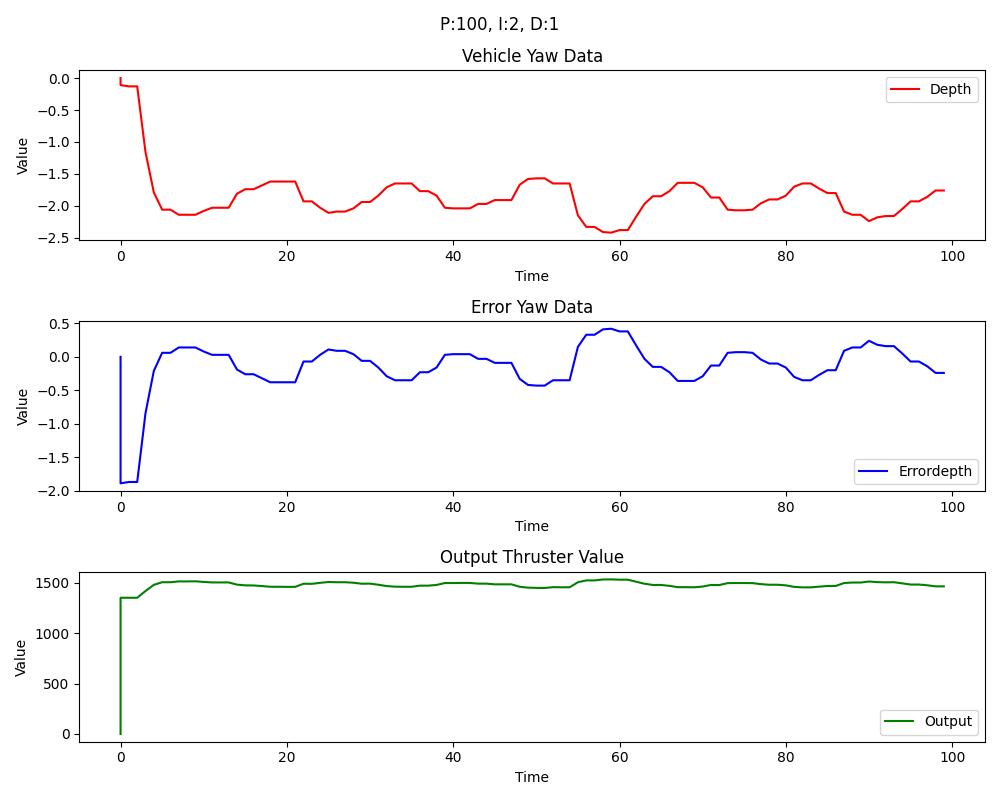 P:100, I:2, D:1
Vehicle Yaw Data
0.0
−0.5
−1.0
−1.5
−2.0
−2.5
Value
Depth
0 20 40 60 80 100
Time
Error Yaw Data
0.5
0.0
−0.5
−1.0
−1.5
−2.0
Value
Errordepth
0 20 40 60 80 100
Time
Output Thruster Value
1500
1000
500
0
Value
Output
0 20 40 60 80 100
Time